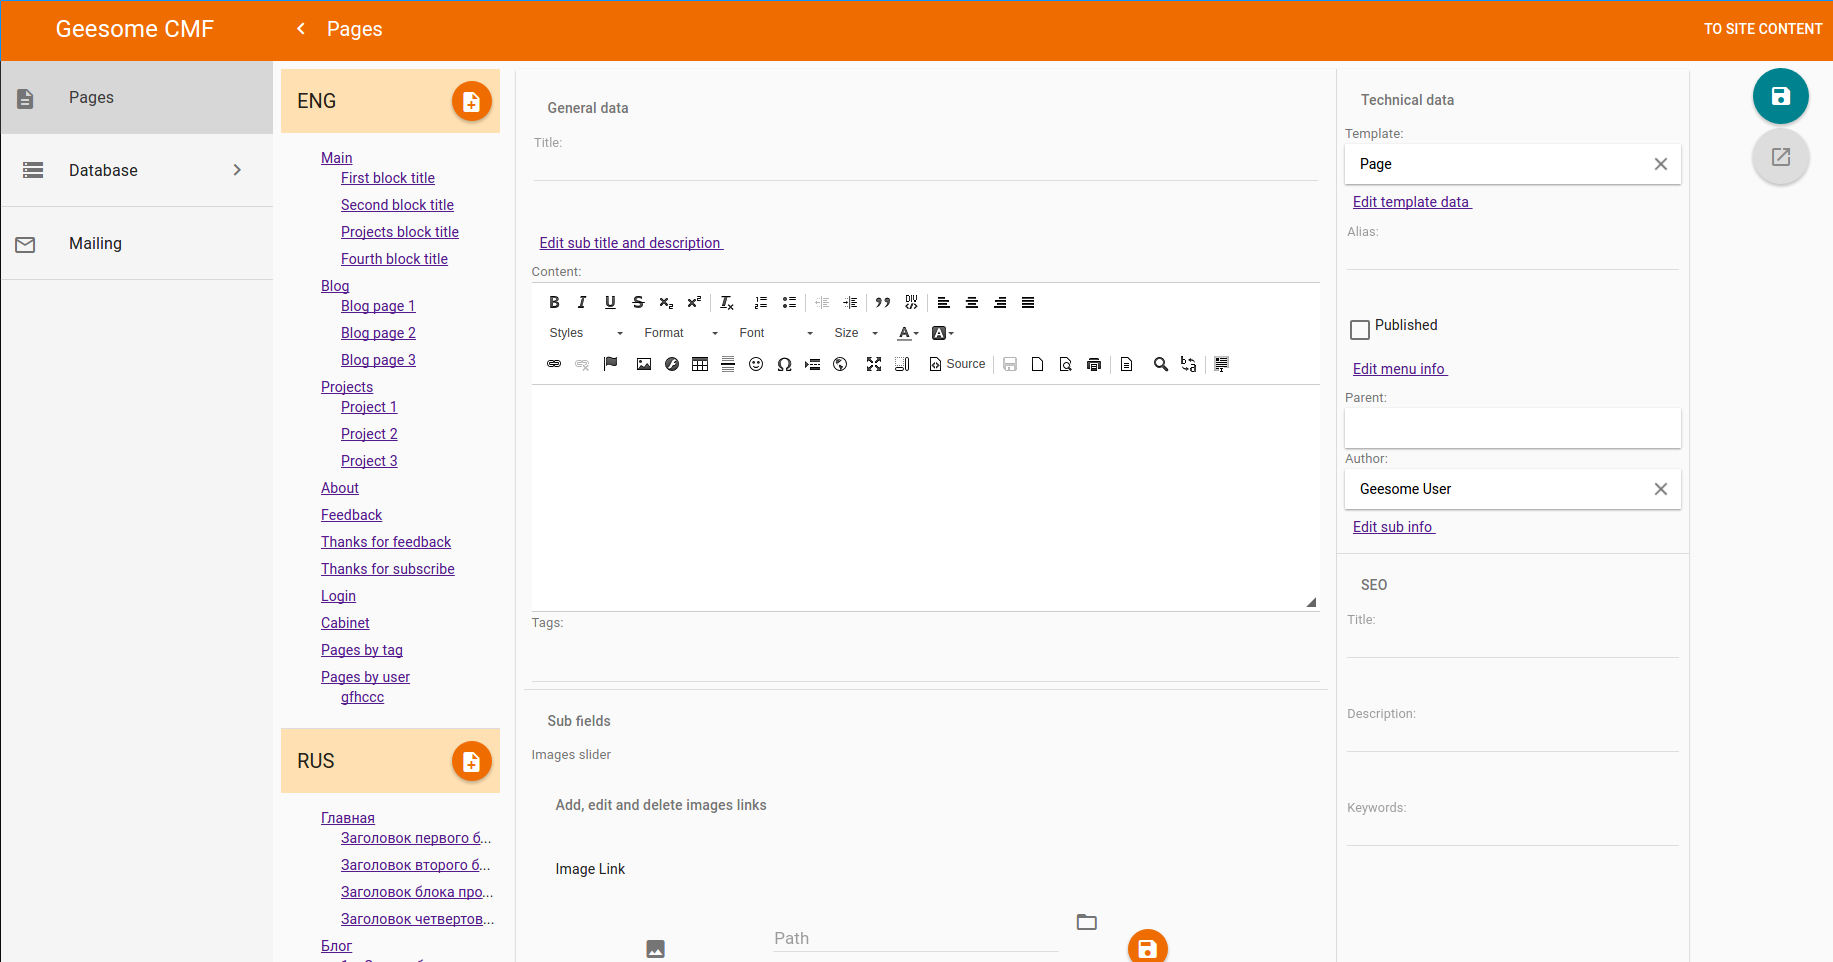 Geesome CMF
Pages
TO SITE CONTENT
Pages
Database
Mailing
ENG
Main
First block title
Second block title
Projects block title
Fourth block title
Blog
Blog page 1
Blog page 2
Blog page 3
Projects
Project 1
Project 2
Project 3
About
Feedback
Thanks for feedback
Thanks for subscribe
Login
Cabinet
Pages by tag
Pages by user
gfhccc
RUS
Главная
Заголовок первого б...
Заголовок второго б...
Заголовок блока про...
Заголовок четвертов...
Блог
General data
Title:
Edit sub title and description
Content:
Styles Format Font Size
Source
Tags:
Sub fields
Images slider
Add, edit and delete images links
Image Link
Path
Technical data
Template:
Page
Edit template data
Alias:
Published
Edit menu info
Parent:
Author:
Geesome User
Edit sub info
SEO
Title:
Description:
Keywords: